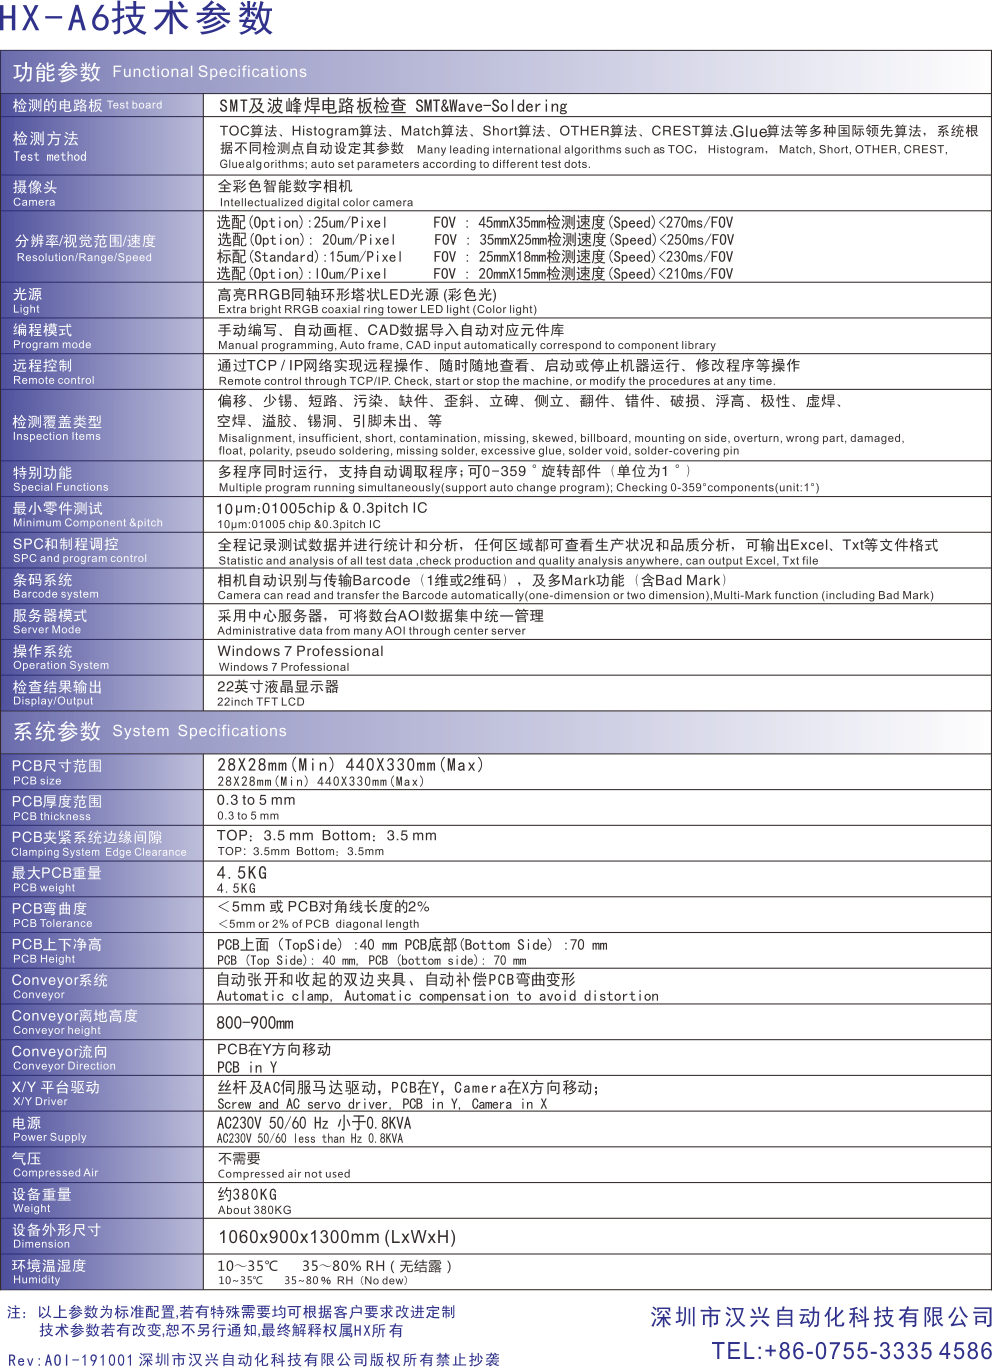 HX-A6技术参数
功能参数 Functional Specifications
检测的电路板 Test board
SMT及波峰焊电路板检查 SMT&Wave-Soldering
检测方法
Test method
TOC算法、Histogram算法、Match算法、Short算法、OTHER算法、CREST算法、Glue算法等多种国际领先算法，系统根
据不同检测点自动设定其参数 Many leading international algorithms such as TOC， Histogram， Match, Short, OTHER, CREST,
Gluealgorithms; auto set parameters according to different test dots.
摄像头
Camera
全彩色智能数字相机
Intellectualized digital color camera
分辨率/视觉范围/速度
Resolution/Range/Speed
选配(Option):25um/Pixel FOV : 45mmX35mm检测速度(Speed)<270ms/FOV
选配(Option): 20um/Pixel FOV : 35mmX25mm检测速度(Speed)<250ms/FOV
标配(Standard):15um/Pixel FOV : 25mmX18mm检测速度(Speed)<230ms/FOV
选配(Option):10um/Pixel FOV : 20mmX15mm检测速度(Speed)<210ms/FOV
光源
Light
高亮RRGB同轴环形塔状LED光源 (彩色光)
Extra bright RRGB coaxial ring tower LED light (Color light)
编程模式
Program mode
手动编写、自动画框、CAD数据导入自动对应元件库
Manual programming, Auto frame, CAD input automatically correspond to component library
远程控制
Remote control
通过TCP / IP网络实现远程操作、随时随地查看、启动或停止机器运行、修改程序等操作
Remote control through TCP/IP. Check, start or stop the machine, or modify the procedures at any time.
检测覆盖类型
Inspection Items
偏移、少锡、短路、污染、缺件、歪斜、立碑、侧立、翻件、错件、破损、浮高、极性、虚焊、
空焊、溢胶、锡洞、引脚未出、等
Misalignment, insufficient, short, contamination, missing, skewed, billboard, mounting on side, overturn, wrong part, damaged,
float, polarity, pseudo soldering, missing solder, excessive glue, solder void, solder-covering pin
特别功能
Special Functions
多程序同时运行，支持自动调取程序；可0-359 °旋转部件（单位为1 °）
Multiple program running simultaneously(support auto change program); Checking 0-359°components(unit:1°)
最小零件测试
Minimum Component &pitch
10μm:01005chip & 0.3pitch IC
10μm:01005 chip &0.3pitch IC
SPC和制程调控
SPC and program control
全程记录测试数据并进行统计和分析，任何区域都可查看生产状况和品质分析，可输出Excel、Txt等文件格式
Statistic and analysis of all test data ,check production and quality analysis anywhere, can output Excel, Txt file
条码系统
Barcode system
相机自动识别与传输Barcode（1维或2维码），及多Mark功能（含Bad Mark）
Camera can read and transfer the Barcode automatically(one-dimension or two dimension),Multi-Mark function (including Bad Mark)
服务器模式
Server Mode
采用中心服务器，可将数台AOI数据集中统一管理
Administrative data from many AOI through center server
操作系统
Operation System
Windows 7 Professional
Windows 7 Professional
检查结果输出
Display/Output
22英寸液晶显示器
22inch TFT LCD
系统参数 System Specifications
PCB尺寸范围
PCB size
28X28mm(Min) 440X330mm(Max)
28X28mm(Min) 440X330mm(Max)
PCB厚度范围
PCB thickness
0.3 to 5 mm
0.3 to 5 mm
PCB夹紧系统边缘间隙
Clamping System Edge Clearance
TOP：3.5 mm Bottom：3.5 mm
TOP：3.5mm Bottom：3.5mm
最大PCB重量
PCB weight
4.5KG
4.5KG
PCB弯曲度
PCB Tolerance
＜5mm 或 PCB对角线长度的2%
＜5mm or 2% of PCB diagonal length
PCB上下净高
PCB Height
PCB上面 (TopSide) :40 mm PCB底部(Bottom Side) :70 mm
PCB (Top Side): 40 mm, PCB (bottom side): 70 mm
Conveyor系统
Conveyor
自动张开和收起的双边夹具、自动补偿PCB弯曲变形
Automatic clamp, Automatic compensation to avoid distortion
Conveyor离地高度
Conveyor height
800-900mm
Conveyor流向
Conveyor Direction
PCB在Y方向移动
PCB in Y
X/Y 平台驱动
X/Y Driver
丝杆及AC伺服马达驱动，PCB在Y，Camera在X方向移动;
Screw and AC servo driver, PCB in Y, Camera in X
电源
Power Supply
AC230V 50/60 Hz 小于0.8KVA
AC230V 50/60 less than Hz 0.8KVA
气压
Compressed Air
不需要
Compressed air not used
设备重量
Weight
约380KG
About 380KG
设备外形尺寸
Dimension
1060x900x1300mm (LxWxH)
环境温湿度
Humidity
10～35℃ 35～80% RH ( 无结露 )
10~35℃ 35~80 % RH (No dew)
注：以上参数为标准配置,若有特殊需要均可根据客户要求改进定制
技术参数若有改变,恕不另行通知,最终解释权属HX所有
Rev:AOI-191001 深圳市汉兴自动化科技有限公司版权所有禁止抄袭
深圳市汉兴自动化科技有限公司
TEL:+86-0755-3335 4586